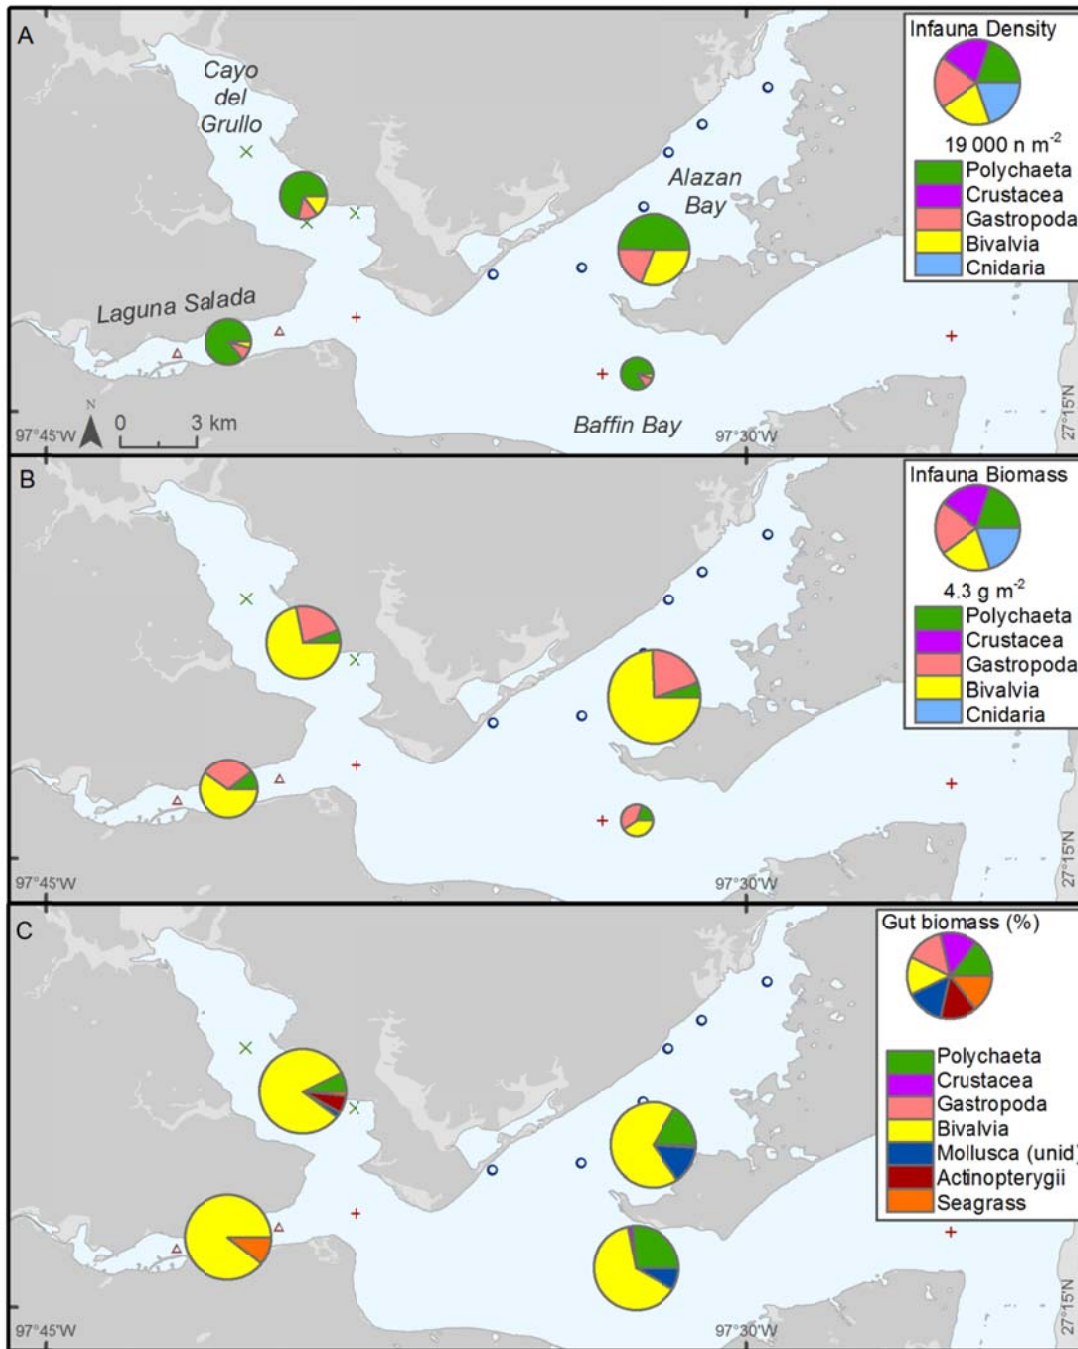 A
Infauna Density
19 000 n m⁻²
Polychaeta
Crustacea
Gastropoda
Bivalvia
Cnidaria
Cayo
del
Grullo
Alazan
Bay
Laguna Salada
N
0 3 km
Baffin Bay
97°45'W
97°30'W
27°15'N
B
Infauna Biomass
4.3 g m⁻²
Polychaeta
Crustacea
Gastropoda
Bivalvia
Cnidaria
97°45'W
97°30'W
27°15'N
C
Gut biomass (%)
Polychaeta
Crustacea
Gastropoda
Bivalvia
Mollusca (unid)
Actinopterygii
Seagrass
97°45'W
97°30'W
27°15'N